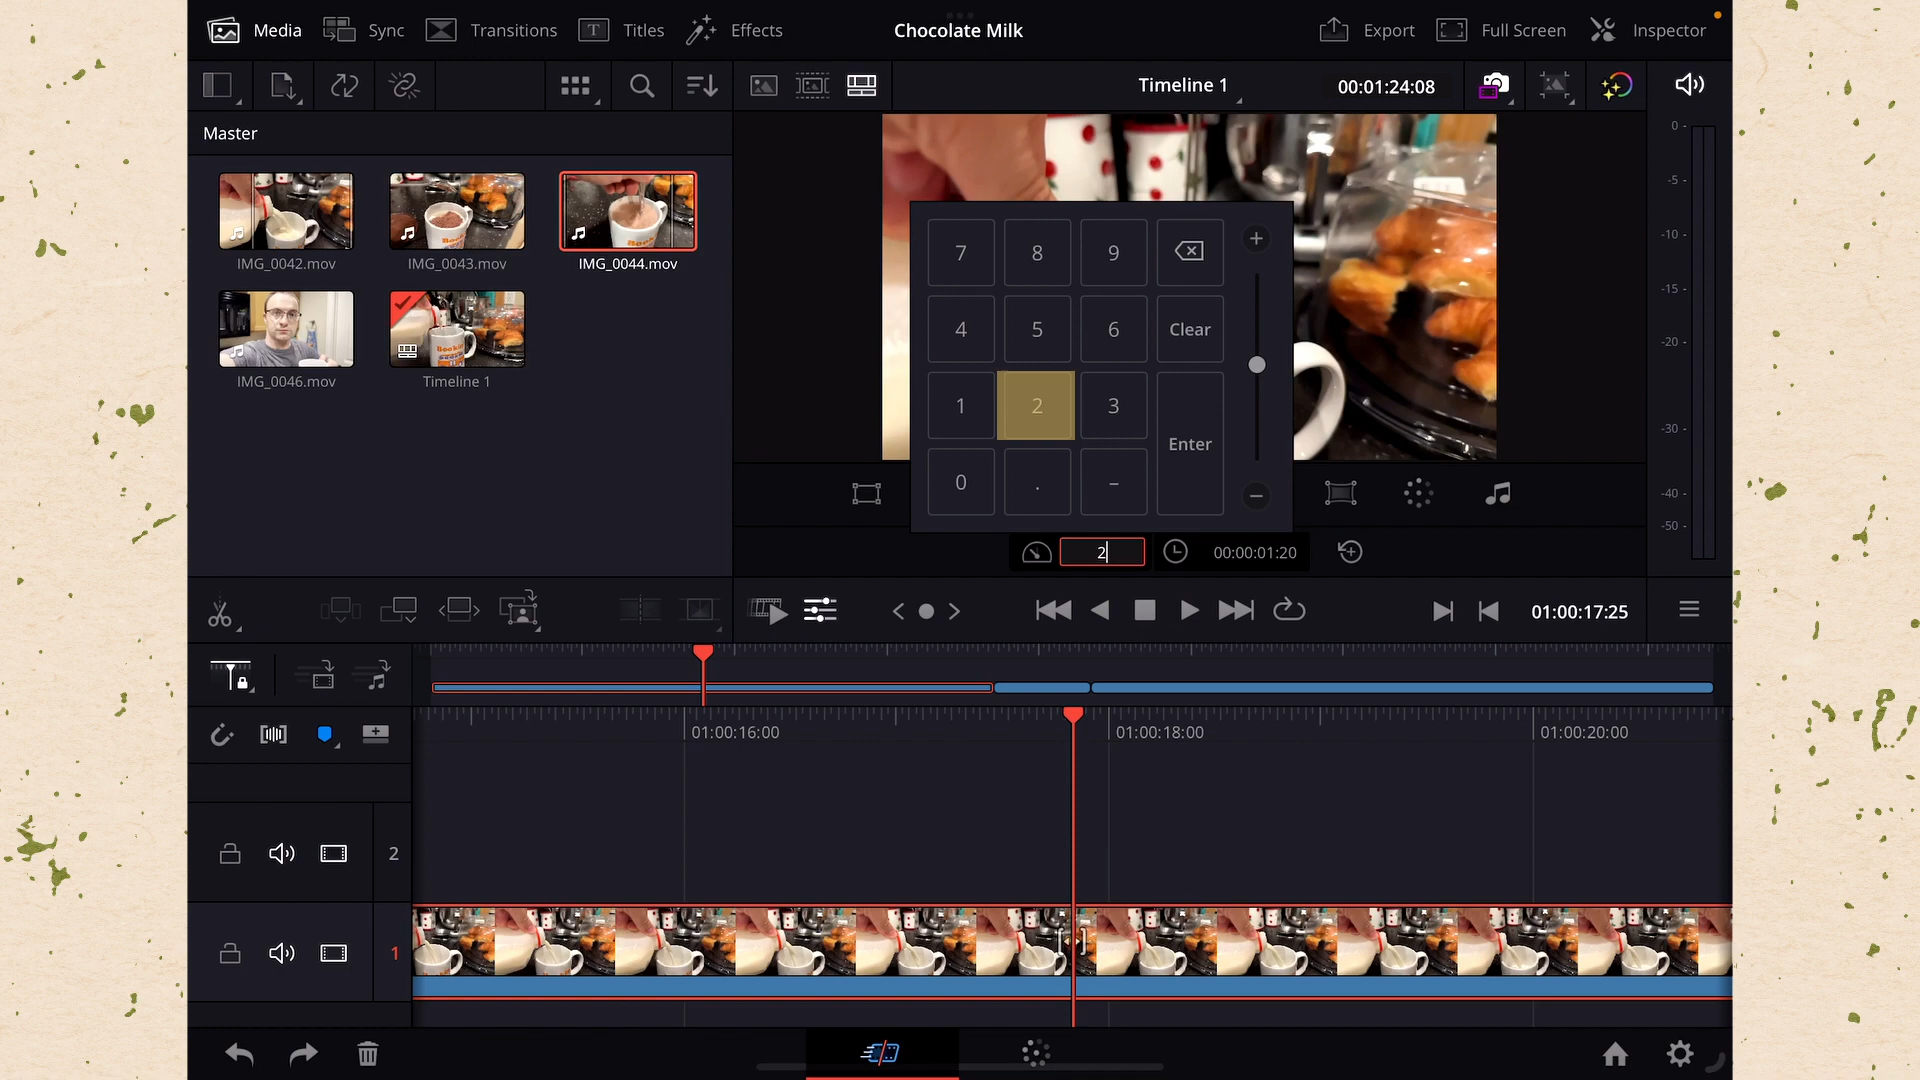 Media Sync Transitions T Titles Effects Chocolate Milk Export Full Screen Inspector
Timeline 1 00:01:24:08
Master
IMG_0042.mov IMG_0043.mov IMG_0044.mov
IMG_0046.mov Timeline 1
7 8 9
4 5 6 Clear
1 2 3 Enter
0 . –
2 00:00:01:20
0
-5
-10
-15
-20
-30
-40
-50
01:00:17:25
01:00:16:00 01:00:18:00 01:00:20:00
2
1